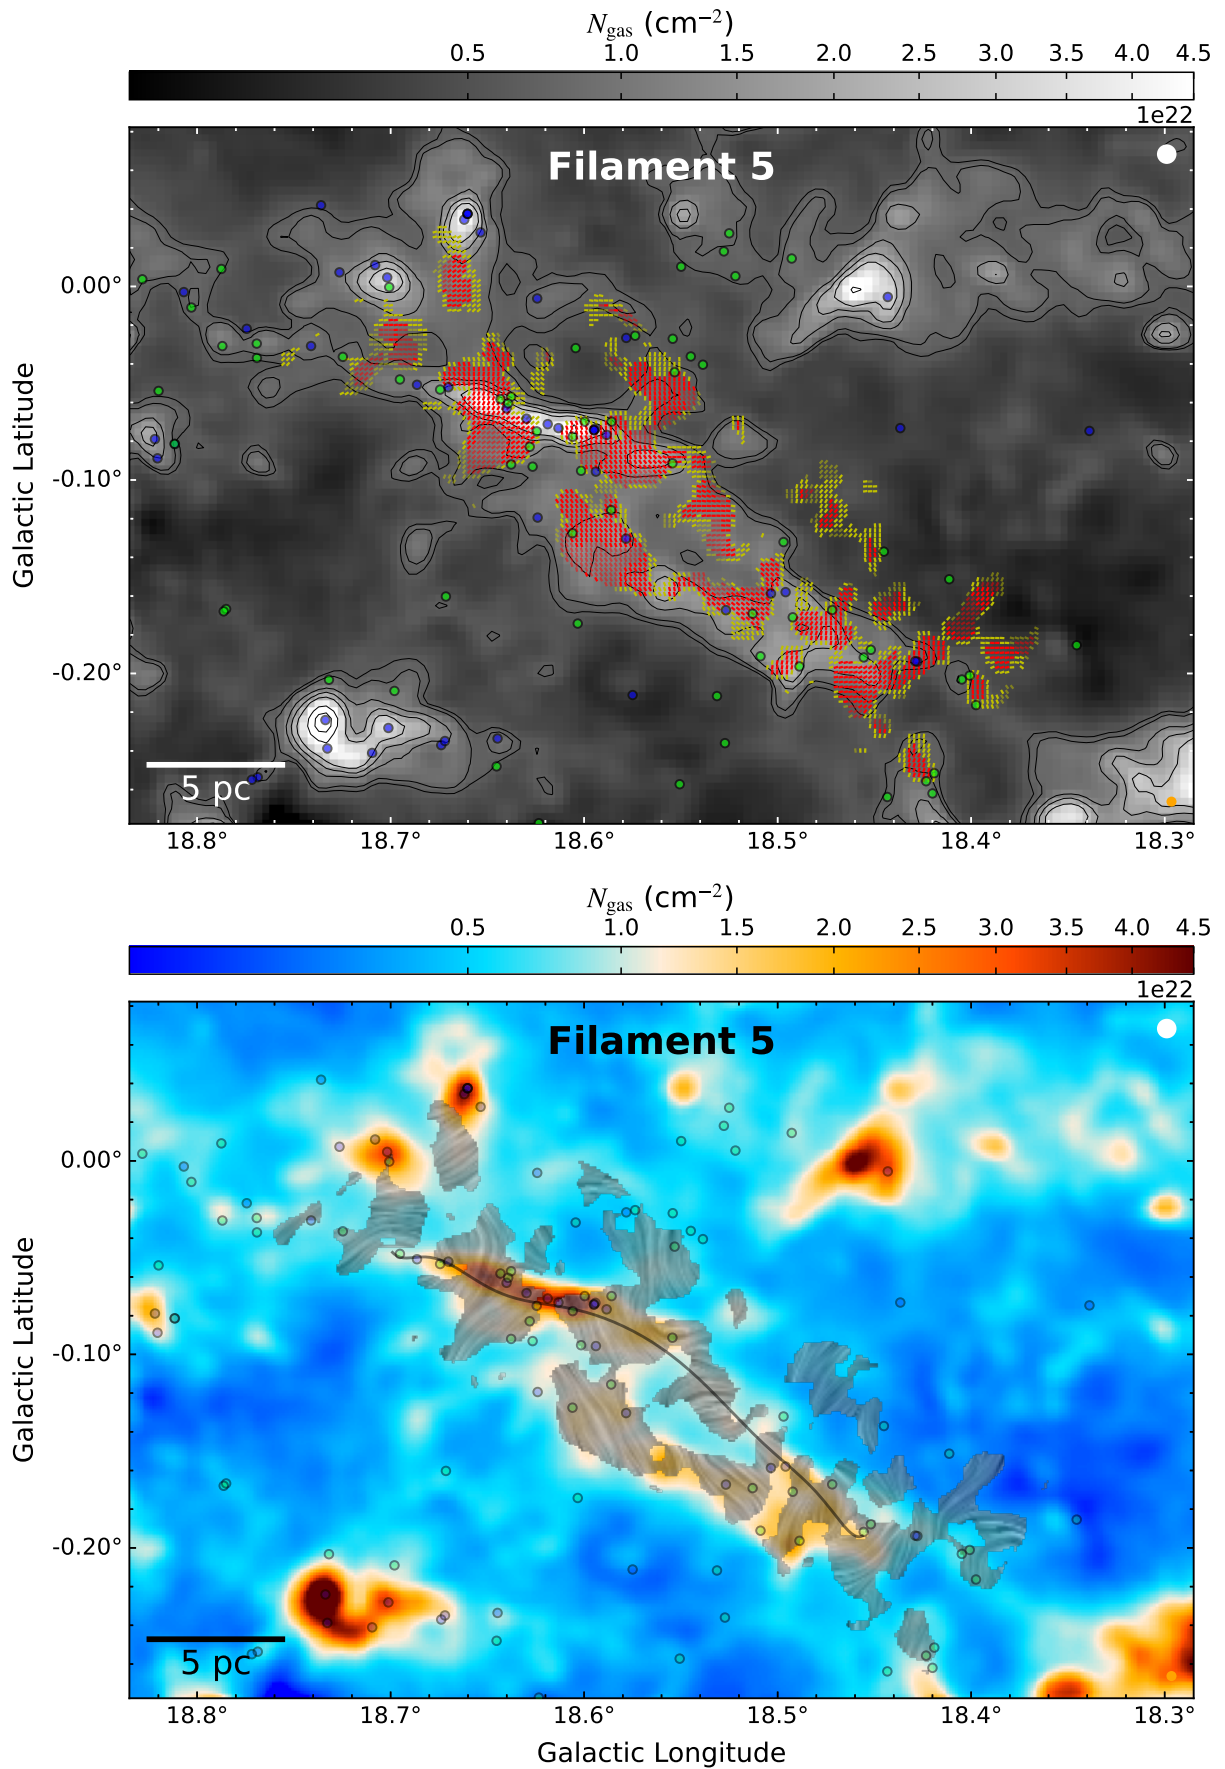 N_gas (cm⁻²)
0.5 1.0 1.5 2.0 2.5 3.0 3.5 4.0 4.5
1e22
Filament 5
0.00°
-0.10°
-0.20°
Galactic Latitude
5 pc
18.8° 18.7° 18.6° 18.5° 18.4° 18.3°
N_gas (cm⁻²)
0.5 1.0 1.5 2.0 2.5 3.0 3.5 4.0 4.5
1e22
Filament 5
0.00°
-0.10°
-0.20°
Galactic Latitude
5 pc
18.8° 18.7° 18.6° 18.5° 18.4° 18.3°
Galactic Longitude